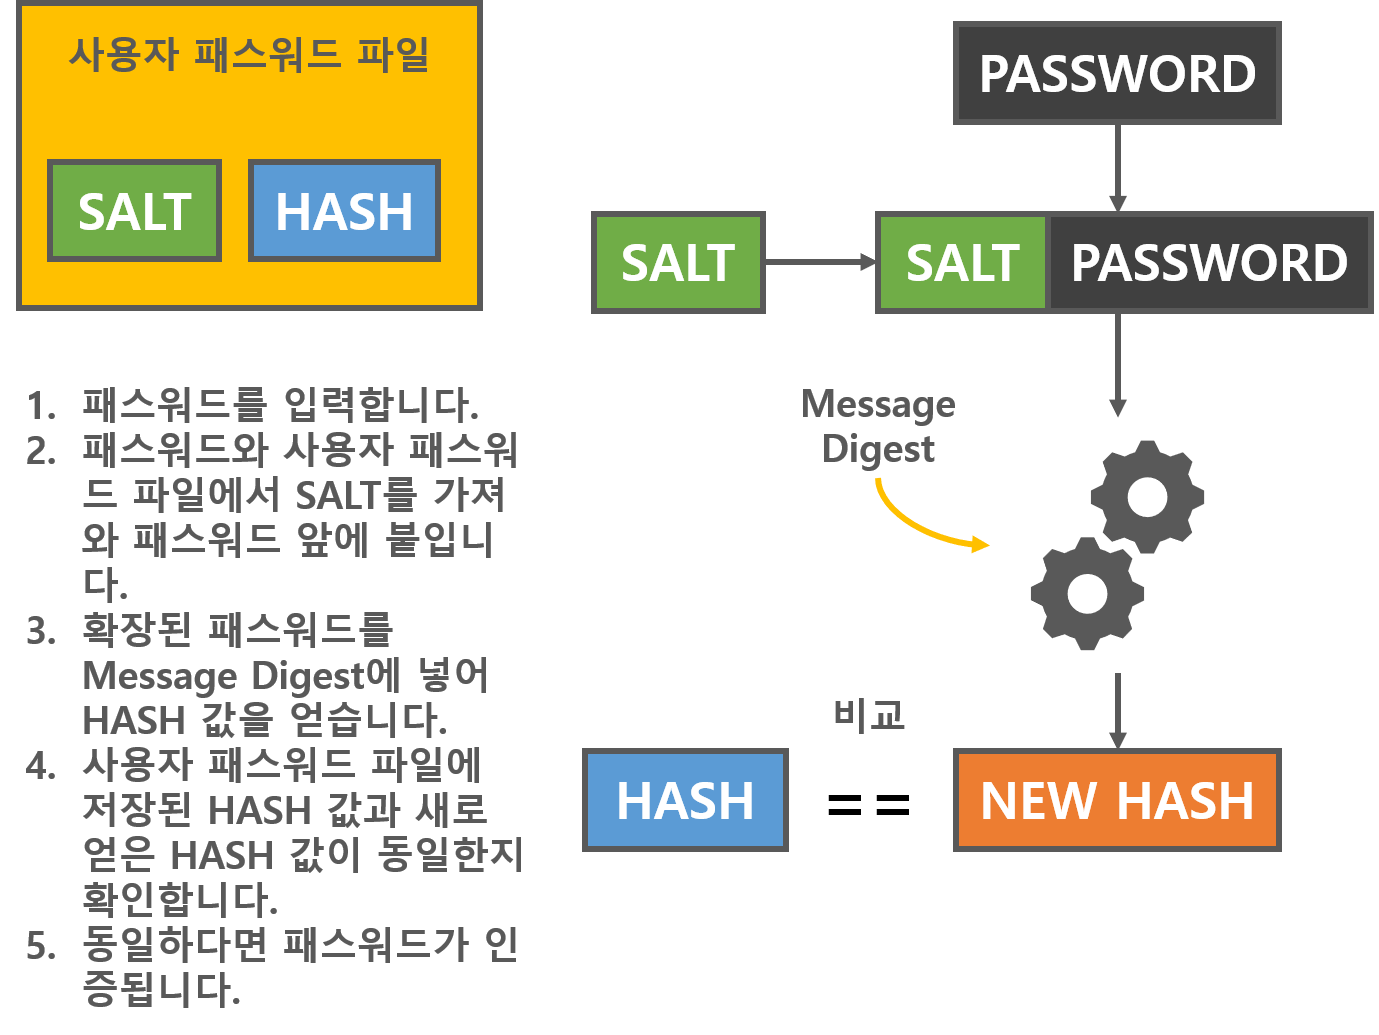 사용자 패스워드 파일
SALT
HASH
PASSWORD
SALT
SALT
PASSWORD
1. 패스워드를 입력합니다.
2. 패스워드와 사용자 패스워
드 파일에서 SALT를 가져
와 패스워드 앞에 붙입니
다.
3. 확장된 패스워드를
Message Digest에 넣어
HASH 값을 얻습니다.
4. 사용자 패스워드 파일에
저장된 HASH 값과 새로
얻은 HASH 값이 동일한지
확인합니다.
5. 동일하다면 패스워드가 인
증됩니다.
Message
Digest
비교
HASH
==
NEW HASH